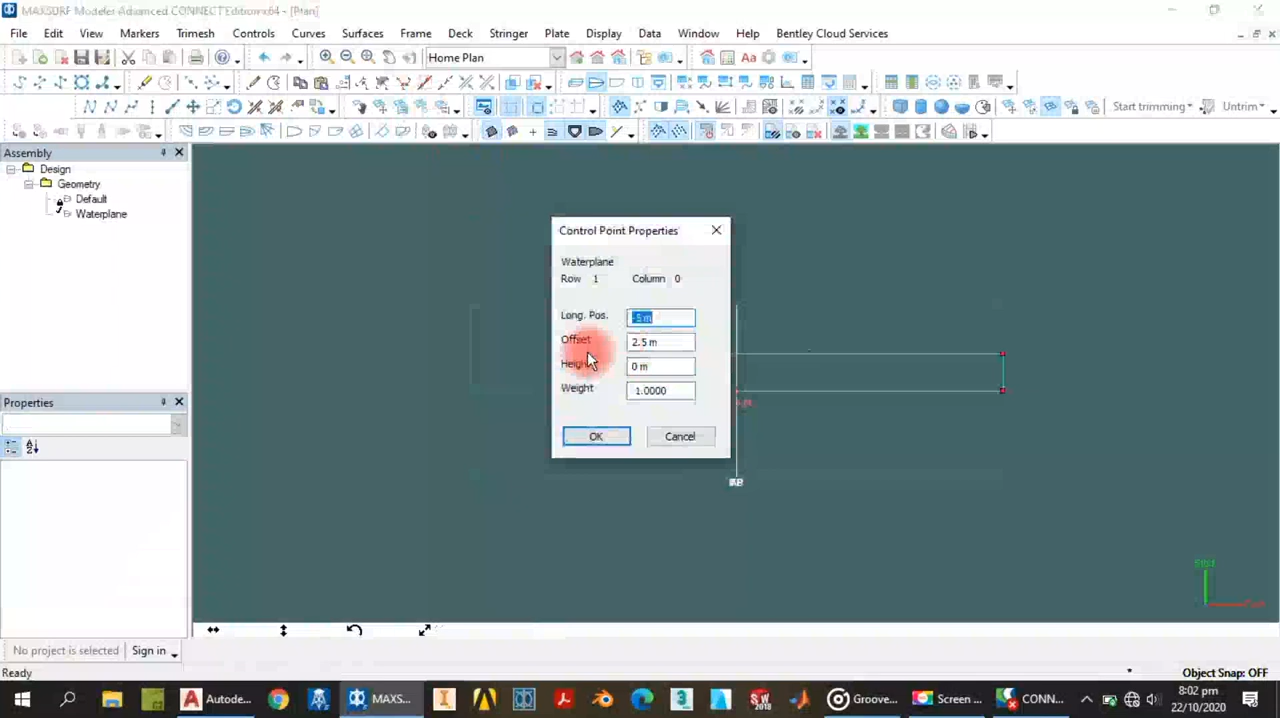 MAXSURF Modeler Advanced CONNECT Edition x64 - [Plan]
File Edit View Markers Trimesh Controls Curves Surfaces Frame Deck Stringer Plate Display Data Window Help Bentley Cloud Services
Home Plan
Start trimming Untrim
Assembly
Design
Geometry
Default
Waterplane
Properties
Control Point Properties
Waterplane
Row 1 Column 0
Long. Pos. -5 m
Offset 2.5 m
Height 0 m
Weight 1.0000
OK Cancel
No project is selected Sign in
Ready Object Snap: OFF
Autode... MAXS... Groove... Screen ... CONN...
8:02 pm
22/10/2020